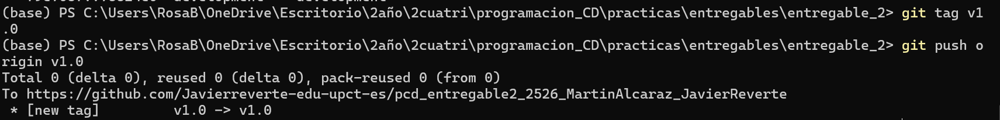 (base) PS C:\Users\RosaB\OneDrive\Escritorio\2año\2cuatri\programacion_CD\practicas\entregables\entregable_2> git tag v1
.0
(base) PS C:\Users\RosaB\OneDrive\Escritorio\2año\2cuatri\programacion_CD\practicas\entregables\entregable_2> git push o
rigin v1.0
Total 0 (delta 0), reused 0 (delta 0), pack-reused 0 (from 0)
To https://github.com/Javierreverte-edu-upct-es/pcd_entregable2_2526_MartinAlcaraz_JavierReverte
 * [new tag]         v1.0 -> v1.0